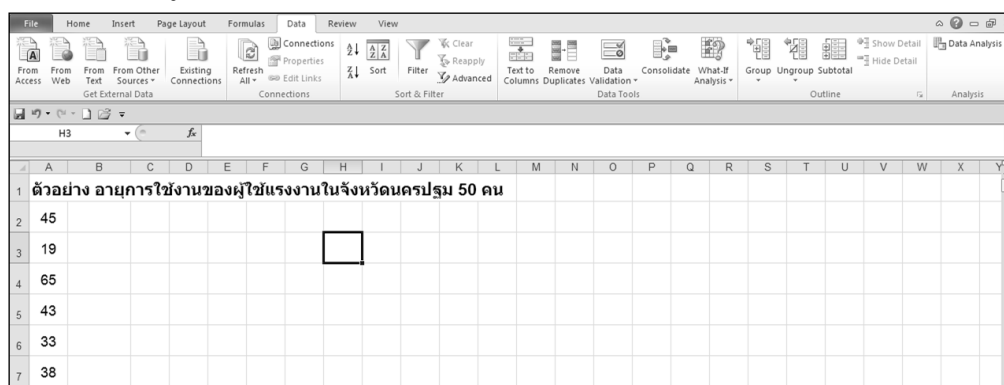 File Home Insert Page Layout Formulas Data Review View
From Access From Web From Text From Other Sources Existing Connections Refresh All Connections Properties Edit Links Sort Filter Clear Reapply Advanced Text to Columns Remove Duplicates Data Validation Consolidate What-If Analysis Group Ungroup Subtotal Show Detail Hide Detail Data Analysis
Get External Data Connections Sort & Filter Data Tools Outline Analysis
H3 fx
A B C D E F G H I J K L M N O P Q R S T U V W X Y
1 ตัวอย่าง อายุการใช้งานของผู้ใช้แรงงานในจังหวัดนครปฐม 50 คน
2 45
3 19
4 65
5 43
6 33
7 38